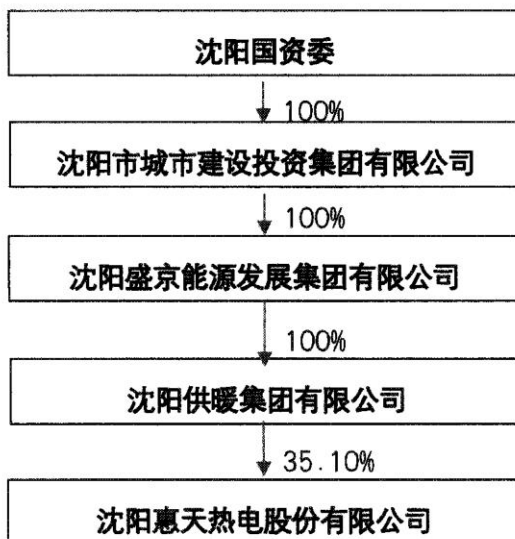 沈阳国资委
100%
沈阳市城市建设投资集团有限公司
100%
沈阳盛京能源发展集团有限公司
100%
沈阳供暖集团有限公司
35.10%
沈阳惠天热电股份有限公司